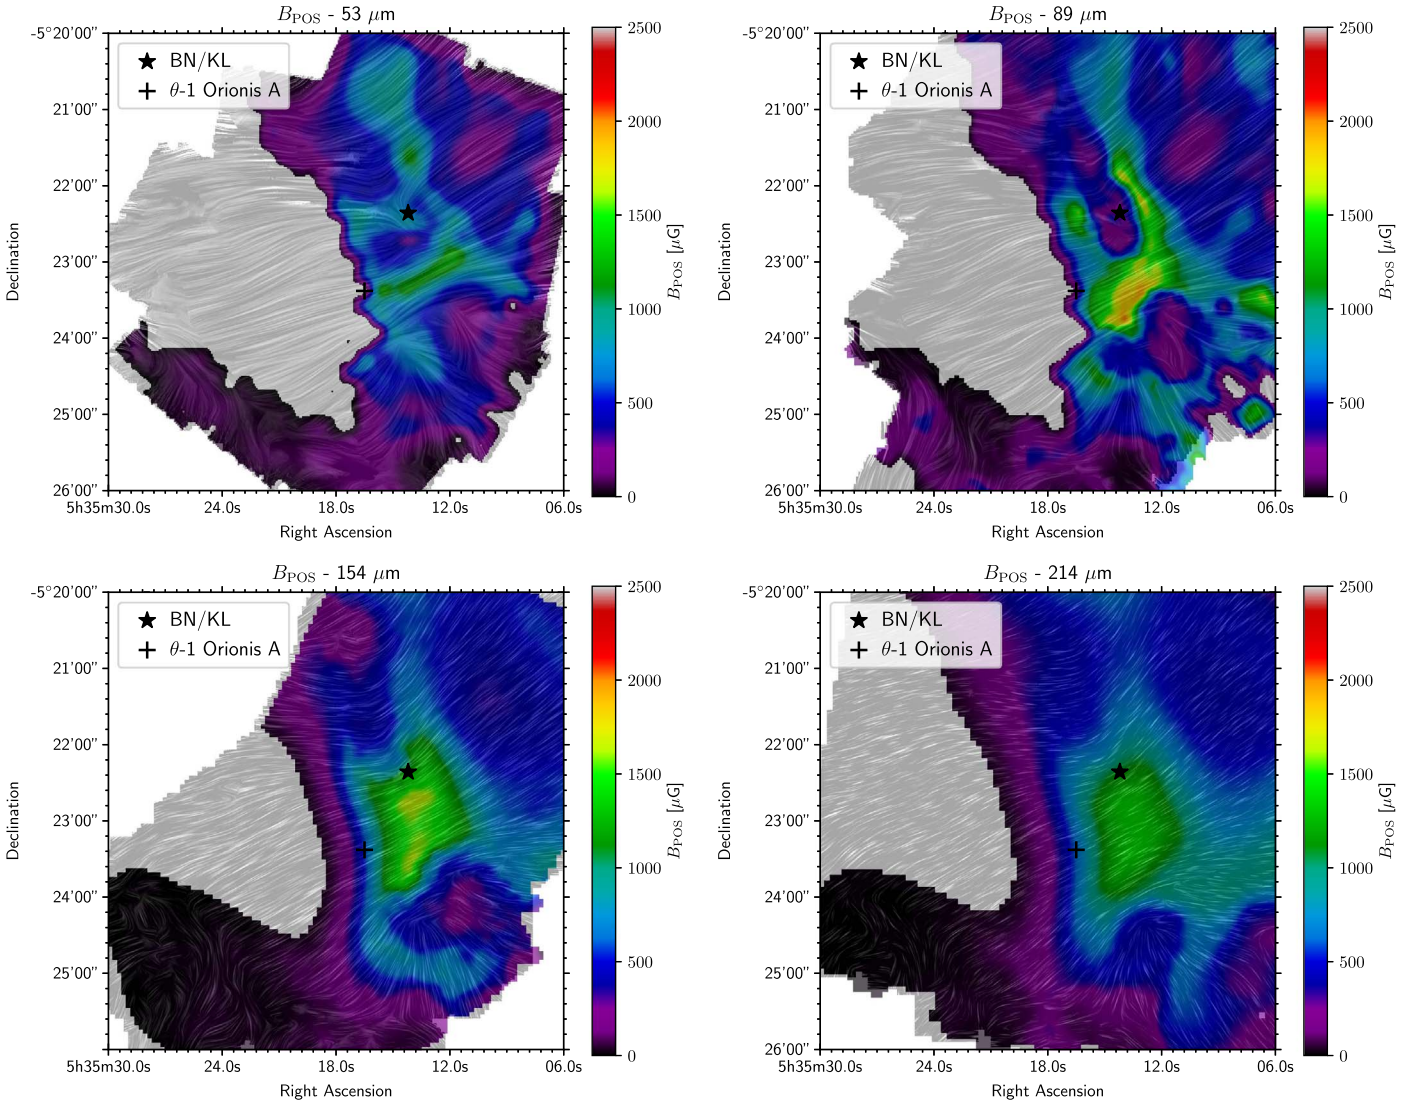 B_POS - 53 μm
BN/KL
θ-1 Orionis A
-5°20'00"
21'00"
22'00"
23'00"
24'00"
25'00"
26'00"
Declination
5h35m30.0s 24.0s 18.0s 12.0s 06.0s
Right Ascension
2500
2000
1500
1000
500
0
B_POS [μG]
B_POS - 89 μm
BN/KL
θ-1 Orionis A
-5°20'00"
21'00"
22'00"
23'00"
24'00"
25'00"
26'00"
Declination
5h35m30.0s 24.0s 18.0s 12.0s 06.0s
Right Ascension
2500
2000
1500
1000
500
0
B_POS [μG]
B_POS - 154 μm
BN/KL
θ-1 Orionis A
-5°20'00"
21'00"
22'00"
23'00"
24'00"
25'00"
26'00"
Declination
5h35m30.0s 24.0s 18.0s 12.0s 06.0s
Right Ascension
2500
2000
1500
1000
500
0
B_POS [μG]
B_POS - 214 μm
BN/KL
θ-1 Orionis A
-5°20'00"
21'00"
22'00"
23'00"
24'00"
25'00"
26'00"
Declination
5h35m30.0s 24.0s 18.0s 12.0s 06.0s
Right Ascension
2500
2000
1500
1000
500
0
B_POS [μG]